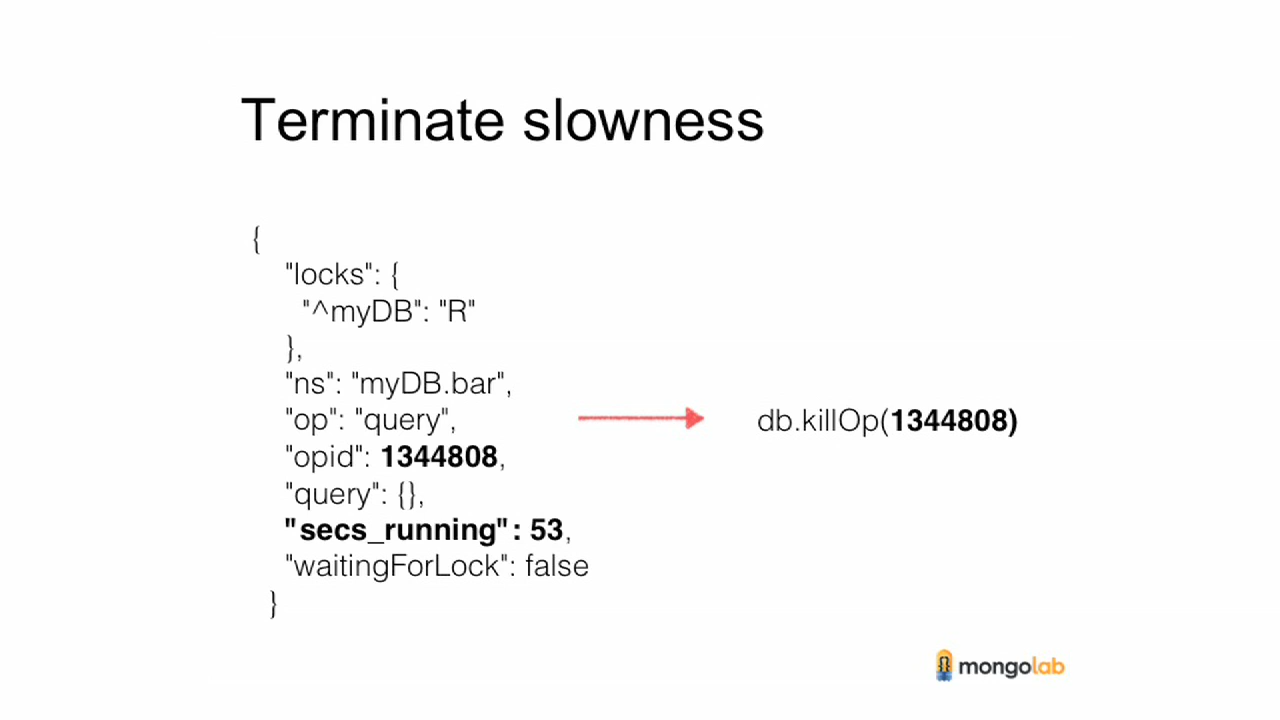 Terminate slowness
{
"locks": {
"^myDB": "R"
},
"ns": "myDB.bar",
"op": "query",
"opid": 1344808,
"query": {},
"secs_running": 53,
"waitingForLock": false
}
db.killOp(1344808)
mongolab